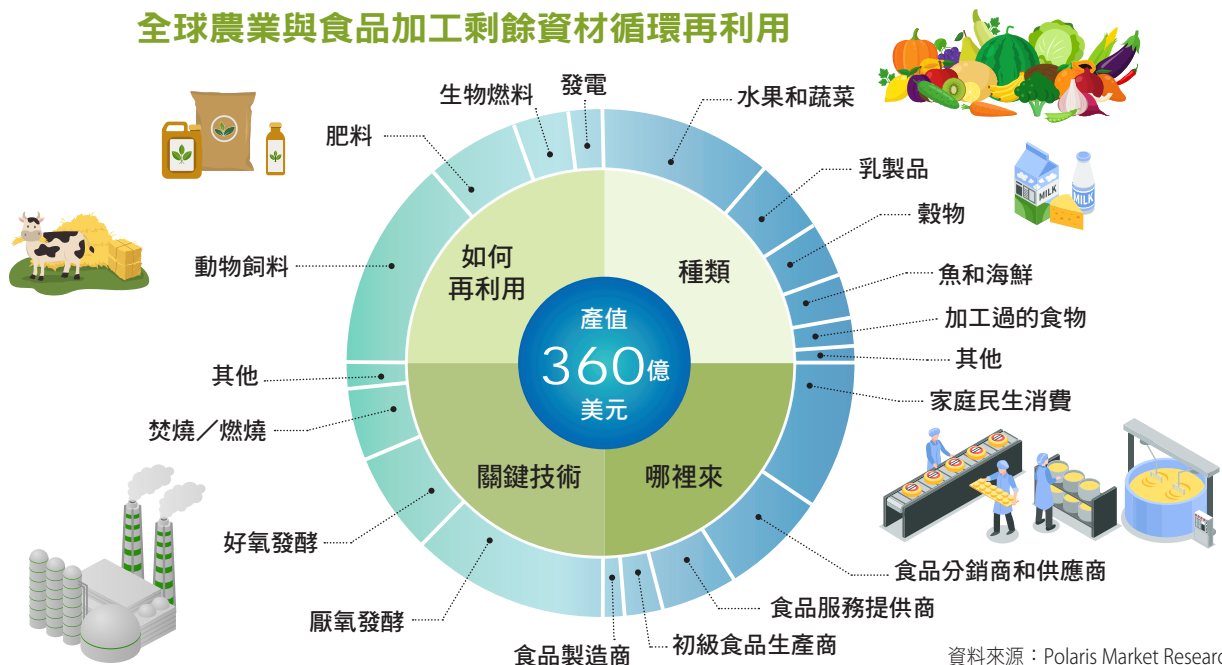 全球農業與食品加工剩餘資材循環再利用
發電
生物燃料
肥料
動物飼料
水果和蔬菜
乳製品
穀物
魚和海鮮
加工過的食物
其他
MILK
MILK
如何
再利用
種類
產值
360億
美元
關鍵技術
哪裡來
其他
焚燒／燃燒
好氧發酵
厭氧發酵
家庭民生消費
食品分銷商和供應商
食品服務提供商
初級食品生產商
食品製造商
資料來源：Polaris Market Researc